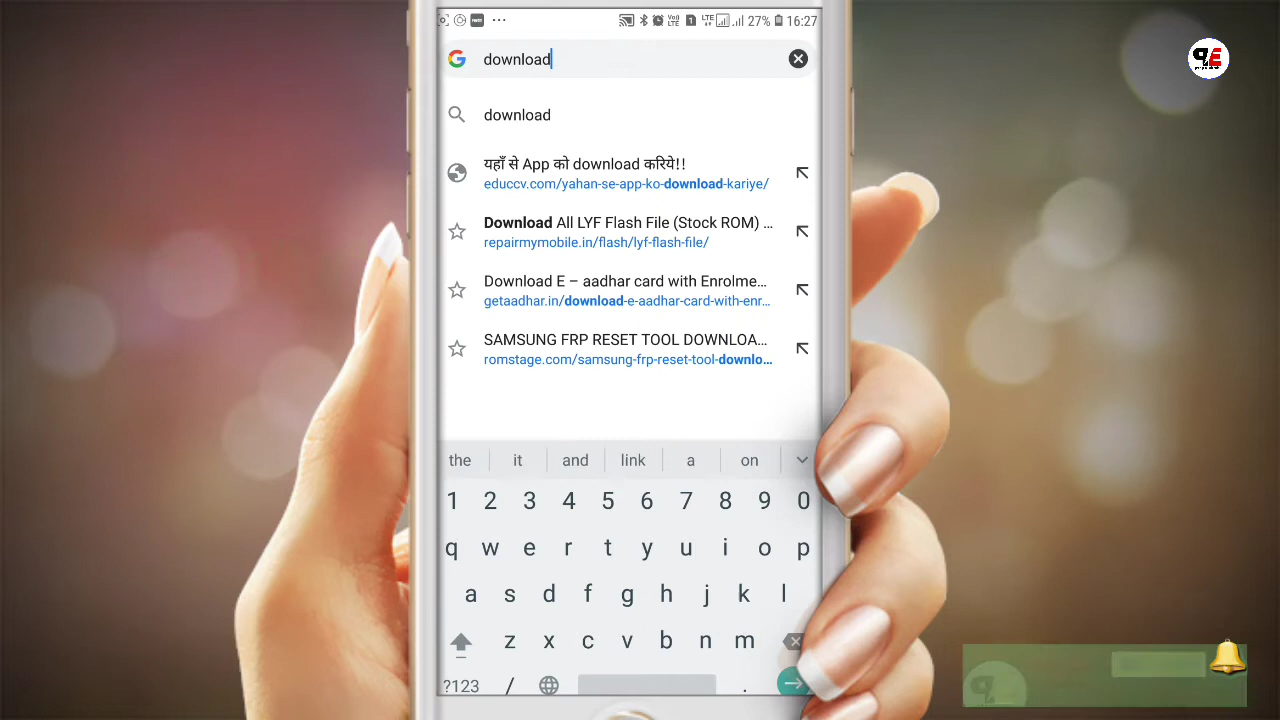 27% 16:27
download
download
यहाँ से App को download करिये!!
educcv.com/yahan-se-app-ko-download-kariye/
Download All LYF Flash File (Stock ROM) ...
repairmymobile.in/flash/lyf-flash-file/
Download E – aadhar card with Enrolme...
getaadhar.in/download-e-aadhar-card-with-enr...
SAMSUNG FRP RESET TOOL DOWNLOA...
romstage.com/samsung-frp-reset-tool-downlo...
the it and link a on
1 2 3 4 5 6 7 8 9 0
q w e r t y u i o p
a s d f g h j k l
z x c v b n m
?123 / .